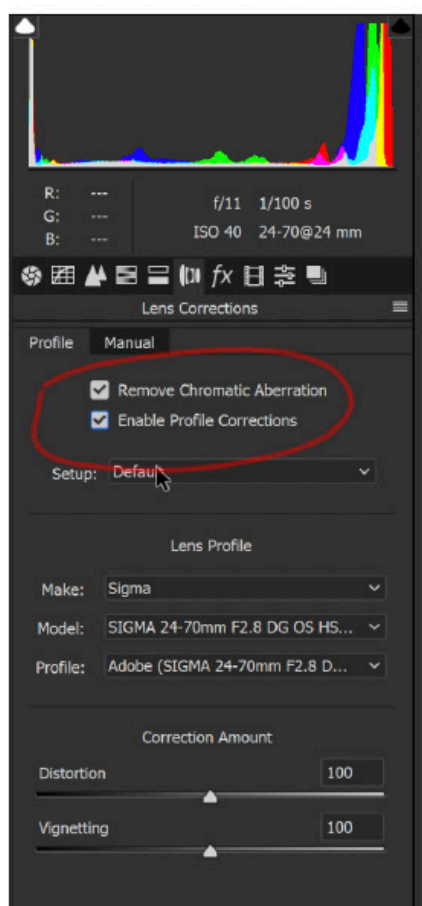 R: ---
G: ---
B: ---
f/11 1/100 s
ISO 40 24-70@24 mm
fx
Lens Corrections
Profile Manual
Remove Chromatic Aberration
Enable Profile Corrections
Setup: Default
Lens Profile
Make: Sigma
Model: SIGMA 24-70mm F2.8 DG OS HS...
Profile: Adobe (SIGMA 24-70mm F2.8 D...
Correction Amount
Distortion 100
Vignetting 100